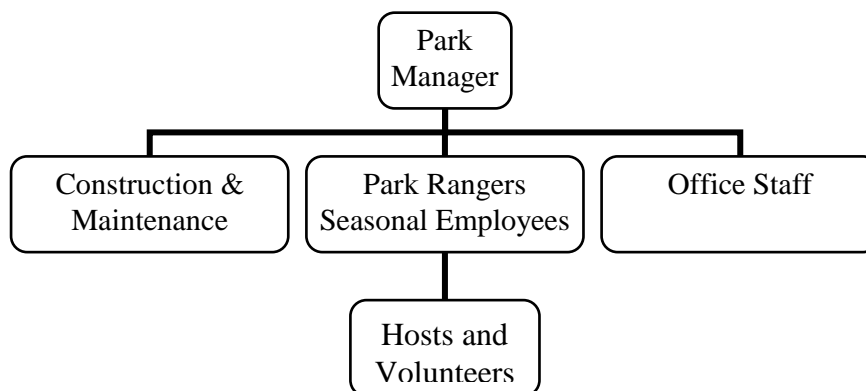 Park
Manager
Construction &
Maintenance
Park Rangers
Seasonal Employees
Office Staff
Hosts and
Volunteers